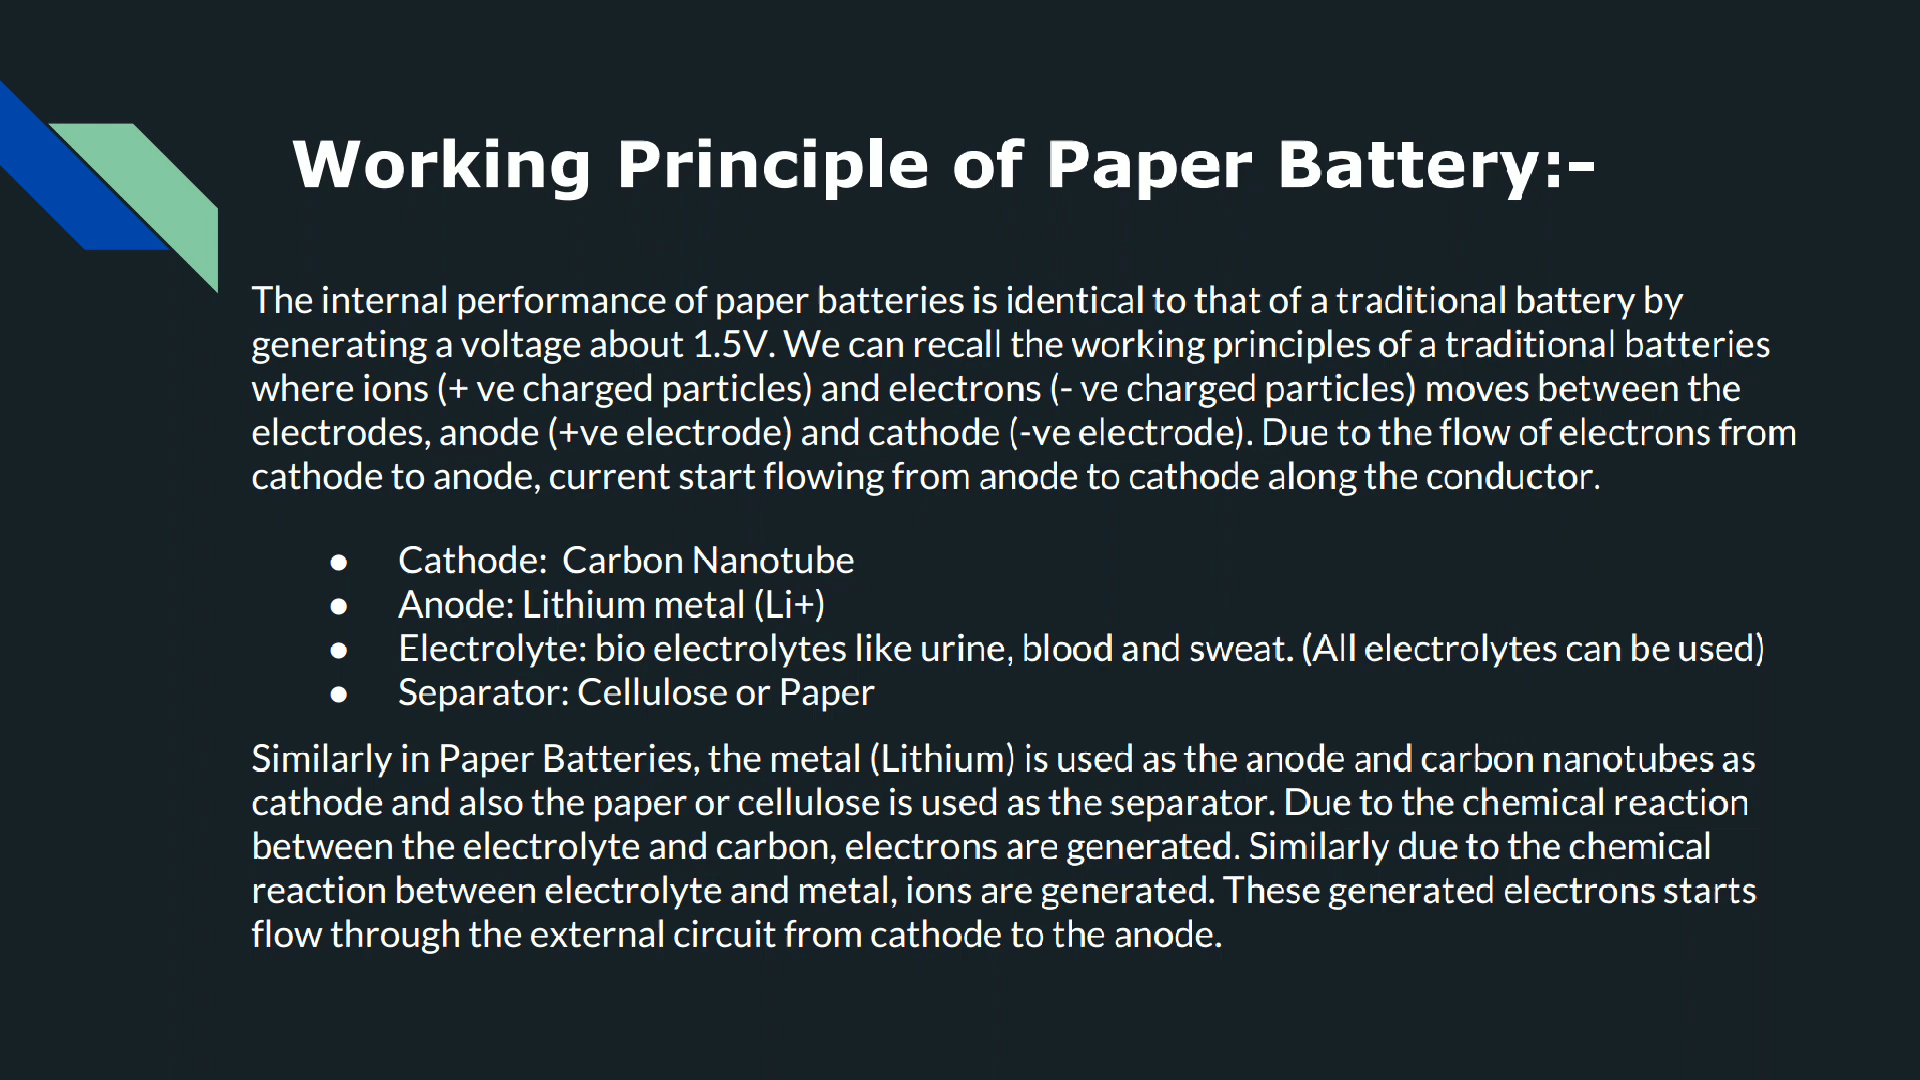 Working Principle of Paper Battery:-
The internal performance of paper batteries is identical to that of a traditional battery by
generating a voltage about 1.5V. We can recall the working principles of a traditional batteries
where ions (+ ve charged particles) and electrons (- ve charged particles) moves between the
electrodes, anode (+ve electrode) and cathode (-ve electrode). Due to the flow of electrons from
cathode to anode, current start flowing from anode to cathode along the conductor.
● Cathode:  Carbon Nanotube
● Anode: Lithium metal (Li+)
● Electrolyte: bio electrolytes like urine, blood and sweat. (All electrolytes can be used)
● Separator: Cellulose or Paper
Similarly in Paper Batteries, the metal (Lithium) is used as the anode and carbon nanotubes as
cathode and also the paper or cellulose is used as the separator. Due to the chemical reaction
between the electrolyte and carbon, electrons are generated. Similarly due to the chemical
reaction between electrolyte and metal, ions are generated. These generated electrons starts
flow through the external circuit from cathode to the anode.